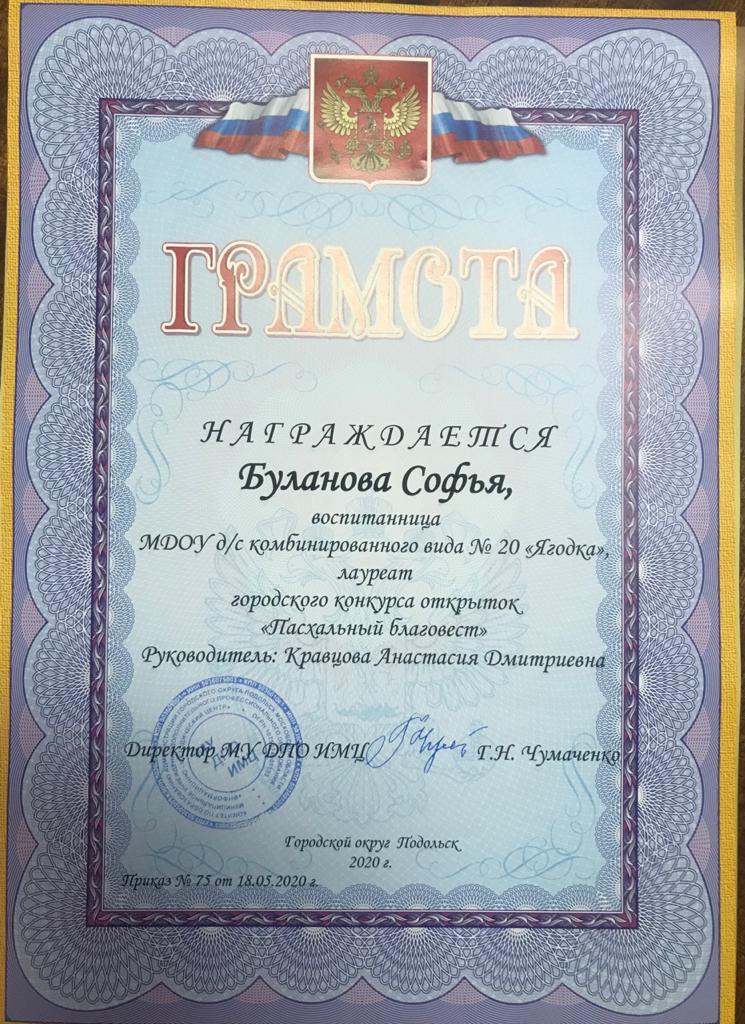 ГРАМОТА
НАГРАЖДАЕТСЯ
Буланова Софья,
воспитанница
МДОУ д/с комбинированного вида № 20 «Ягодка»,
лауреат
городского конкурса открыток
«Пасхальный благовест»
Руководитель: Кравцова Анастасия Дмитриевна
Директор МУ ДПО ИМЦ Г.Н. Чумаченко
Городской округ Подольск
2020 г.
Приказ № 75 от 18.05.2020 г.